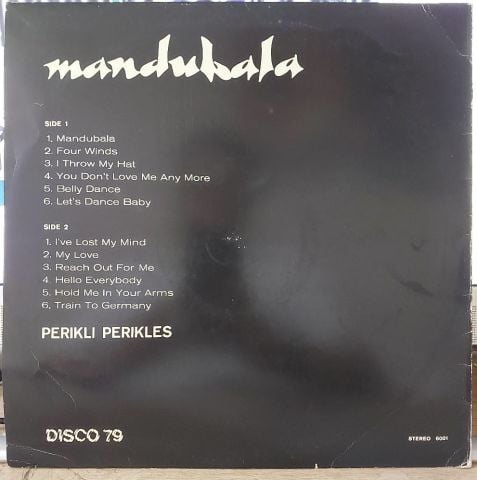 mandubala
SIDE 1
1. Mandubala
2. Four Winds
3. I Throw My Hat
4. You Don't Love Me Any More
5. Belly Dance
6. Let's Dance Baby
SIDE 2
1. I've Lost My Mind
2. My Love
3. Reach Out For Me
4. Hello Everybody
5. Hold Me In Your Arms
6. Train To Germany
PERIKLI PERIKLES
DISCO 79
STEREO 6001